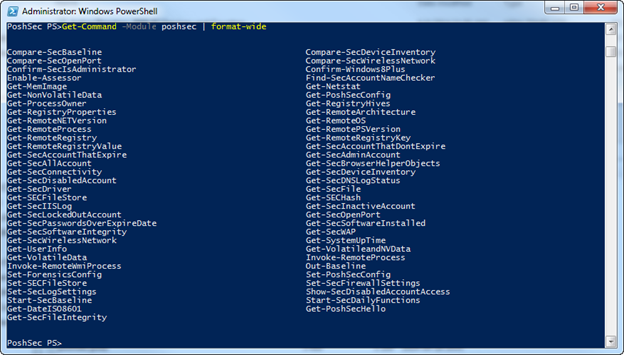 Administrator: Windows PowerShell
PoshSec PS>Get-Command -Module poshsec | format-wide
Compare-SecBaseline Compare-SecDeviceInventory
Compare-SecOpenPort Compare-SecWirelessNetwork
Confirm-SecIsAdministrator Confirm-Windows8Plus
Enable-Assessor Find-SecAccountNameChecker
Get-MemImage Get-Netstat
Get-NonVolatileData Get-PoshSecConfig
Get-ProcessOwner Get-RegistryHives
Get-RegistryProperties Get-RemoteArchitecture
Get-RemoteNETVersion Get-RemoteOS
Get-RemoteProcess Get-RemotePSVersion
Get-RemoteRegistry Get-RemoteRegistryKey
Get-RemoteRegistryValue Get-SecAccountThatDontExpire
Get-SecAccountThatExpire Get-SecAdminAccount
Get-SecAllAccount Get-SecBrowserHelperObjects
Get-SecConnectivity Get-SecDeviceInventory
Get-SecDisabledAccount Get-SecDNSLogStatus
Get-SecDriver Get-SecFile
Get-SECFileStore Get-SECHash
Get-SecIISLog Get-SecInactiveAccount
Get-SecLockedOutAccount Get-SecOpenPort
Get-SecPasswordsOverExpireDate Get-SecSoftwareInstalled
Get-SecSoftwareIntegrity Get-SecWAP
Get-SecWirelessNetwork Get-SystemUpTime
Get-UserInfo Get-VolatileandNVData
Get-VolatileData Invoke-RemoteProcess
Invoke-RemoteWmiProcess Out-Baseline
Set-ForensicsConfig Set-PoshSecConfig
Set-SECFileStore Set-SecFirewallSettings
Set-SecLogSettings Show-SecDisabledAccountAccess
Start-SecBaseline Start-SecDailyFunctions
Get-DateISO8601 Get-PoshSecHello
Get-SecFileIntegrity
PoshSec PS>